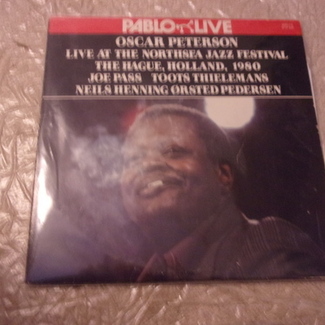 PABLO LIVE
OSCAR PETERSON
LIVE AT THE NORTHSEA JAZZ FESTIVAL
THE HAGUE, HOLLAND, 1980
JOE PASS TOOTS THIELEMANS
NEILS HENNING ØRSTED PEDERSEN